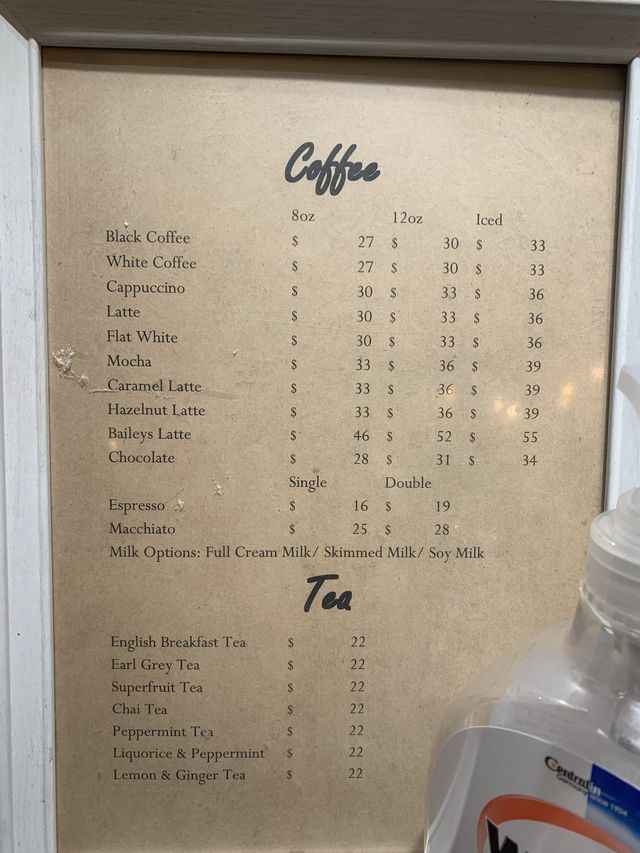 Coffee
8oz 12oz Iced
Black Coffee $ 27 $ 30 $ 33
White Coffee $ 27 $ 30 $ 33
Cappuccino $ 30 $ 33 $ 36
Latte $ 30 $ 33 $ 36
Flat White $ 30 $ 33 $ 36
Mocha $ 33 $ 36 $ 39
Caramel Latte $ 33 $ 36 $ 39
Hazelnut Latte $ 33 $ 36 $ 39
Baileys Latte $ 46 $ 52 $ 55
Chocolate $ 28 $ 31 $ 34
Single Double
Espresso $ 16 $ 19
Macchiato $ 25 $ 28
Milk Options: Full Cream Milk/ Skimmed Milk/ Soy Milk
Tea
English Breakfast Tea $ 22
Earl Grey Tea $ 22
Superfruit Tea $ 22
Chai Tea $ 22
Peppermint Tea $ 22
Liquorice & Peppermint $ 22
Lemon & Ginger Tea $ 22
Germany since 1904